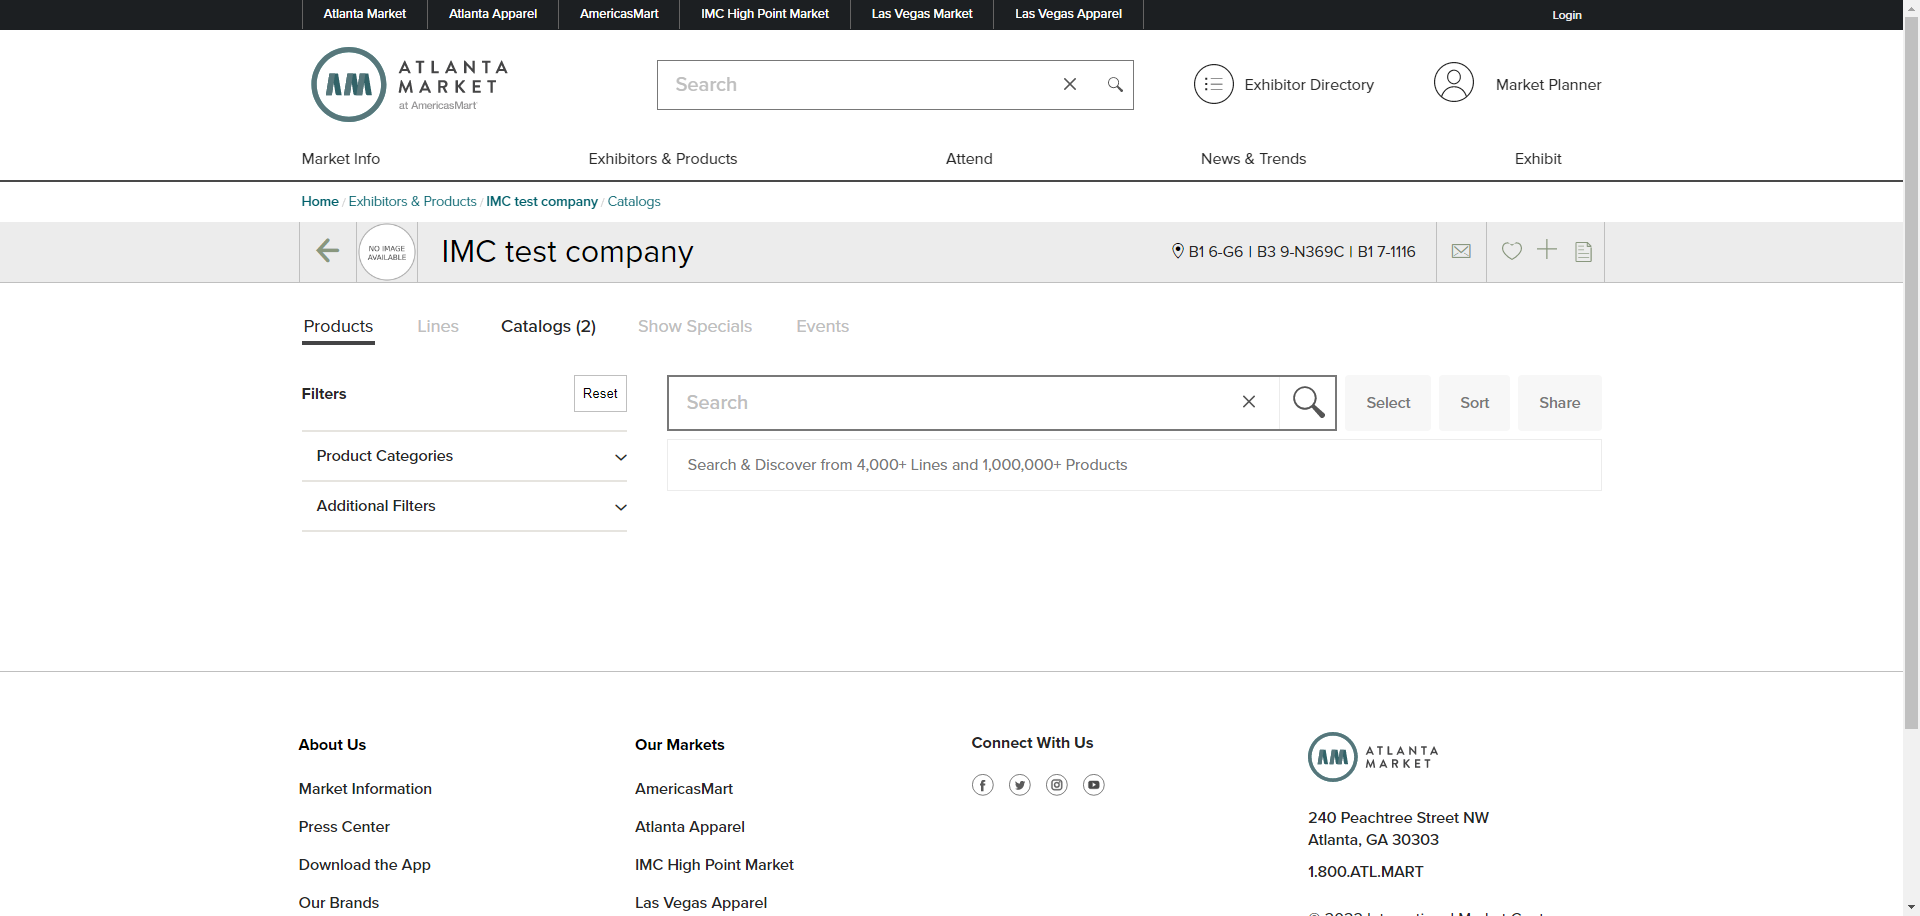 Atlanta Market
Atlanta Apparel
AmericasMart
IMC High Point Market
Las Vegas Market
Las Vegas Apparel
Login
AM
ATLANTA
MARKET
at AmericasMart
Search
Exhibitor Directory
Market Planner
Market Info
Exhibitors & Products
Attend
News & Trends
Exhibit
Home / Exhibitors & Products / IMC test company / Catalogs
NO IMAGE
AVAILABLE
IMC test company
B1 6-G6 | B3 9-N369C | B1 7-1116
Products
Lines
Catalogs (2)
Show Specials
Events
Filters
Reset
Search
Select
Sort
Share
Product Categories
Search & Discover from 4,000+ Lines and 1,000,000+ Products
Additional Filters
About Us
Market Information
Press Center
Download the App
Our Brands
Our Markets
AmericasMart
Atlanta Apparel
IMC High Point Market
Las Vegas Apparel
Connect With Us
AM
ATLANTA
MARKET
240 Peachtree Street NW
Atlanta, GA 30303
1.800.ATL.MART